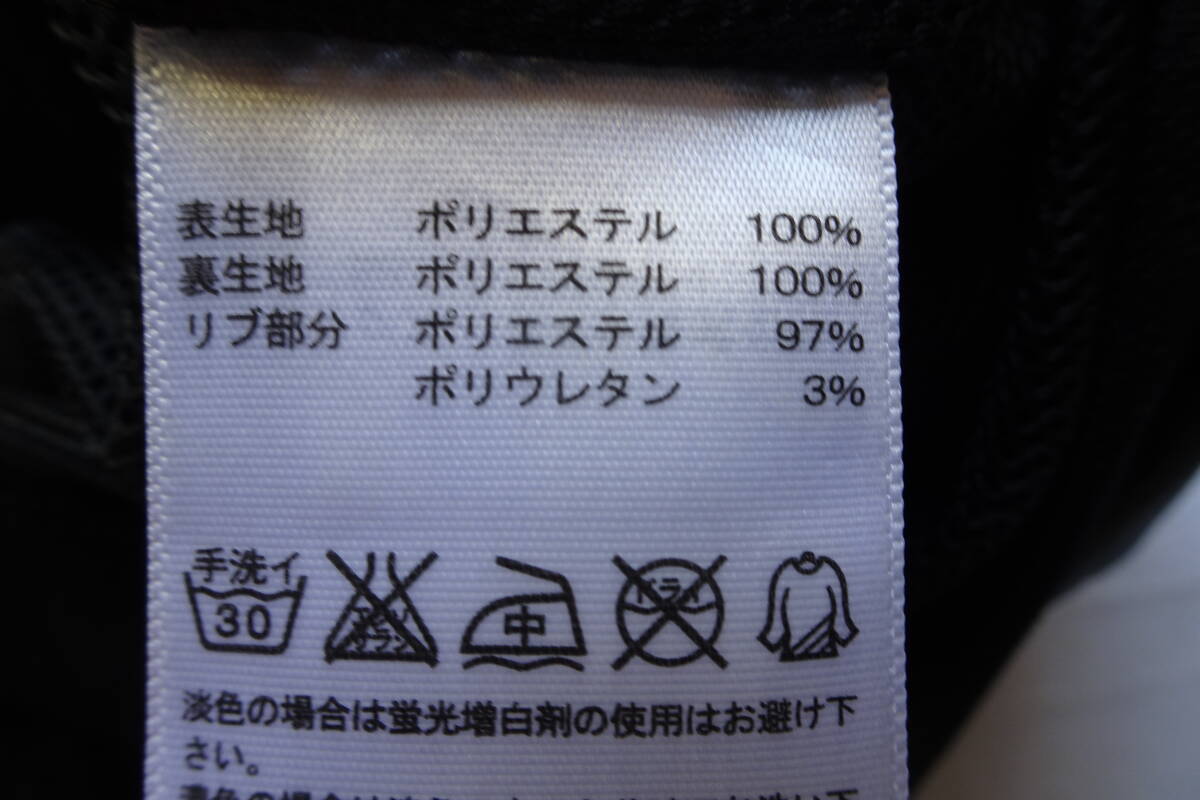 表生地 ポリエステル 100%
裏生地 ポリエステル 100%
リブ部分 ポリエステル 97%
ポリウレタン 3%
手洗イ
30
中
ドライ
淡色の場合は蛍光増白剤の使用はお避け下
さい。